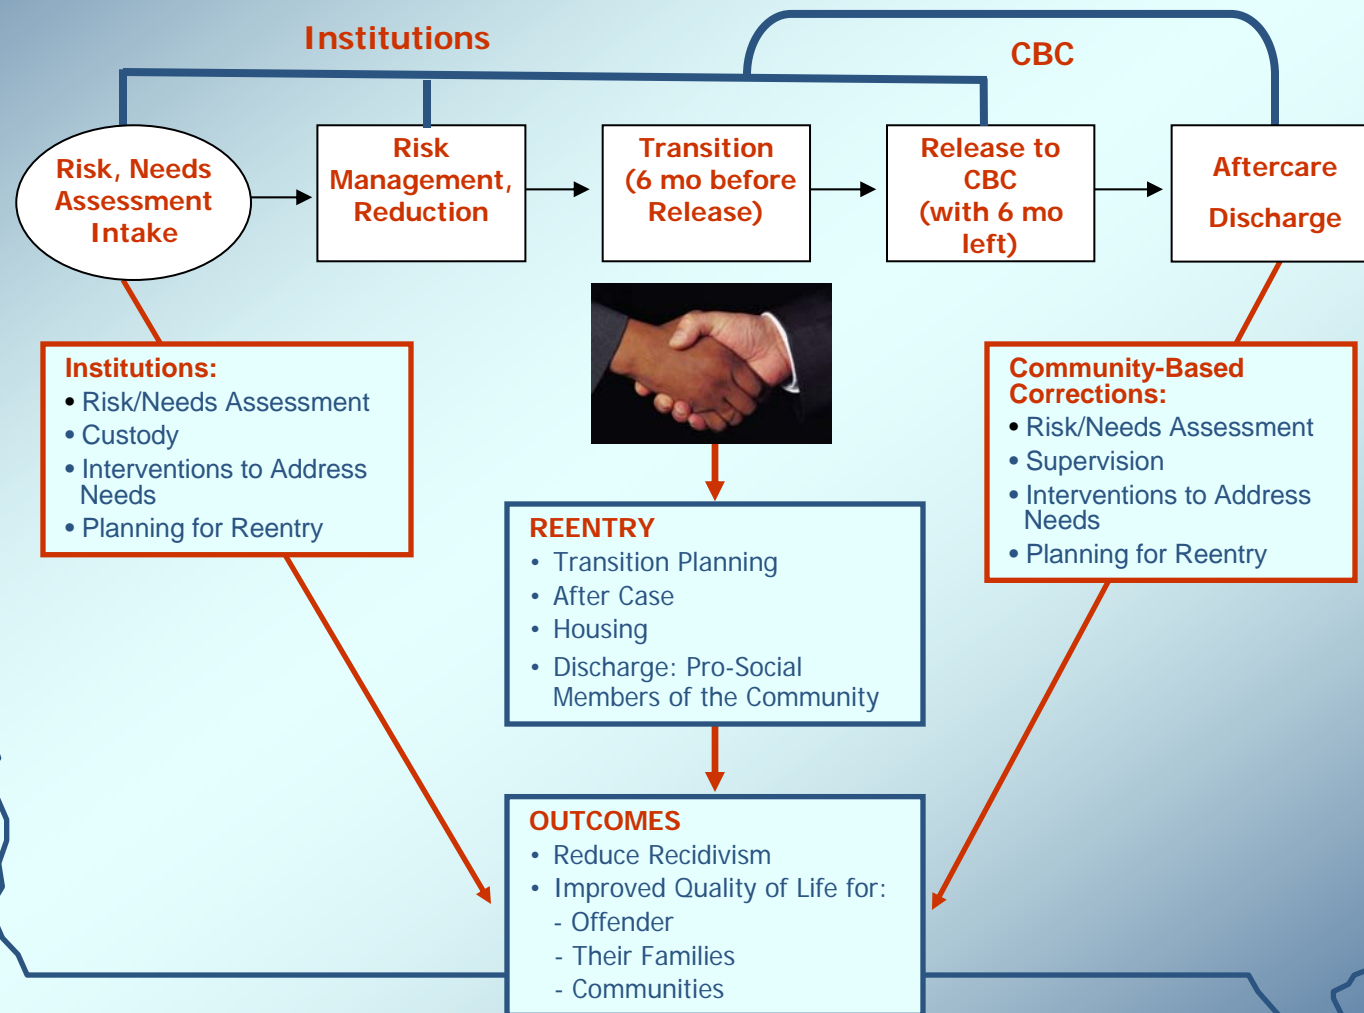 Institutions
CBC
Risk, Needs
Assessment
Intake
Risk
Management,
Reduction
Transition
(6 mo before
Release)
Release to
CBC
(with 6 mo
left)
Aftercare
Discharge
Institutions:
• Risk/Needs Assessment
• Custody
• Interventions to Address
Needs
• Planning for Reentry
REENTRY
• Transition Planning
• After Case
• Housing
• Discharge: Pro-Social
Members of the Community
Community-Based
Corrections:
• Risk/Needs Assessment
• Supervision
• Interventions to Address
Needs
• Planning for Reentry
OUTCOMES
• Reduce Recidivism
• Improved Quality of Life for:
- Offender
- Their Families
- Communities